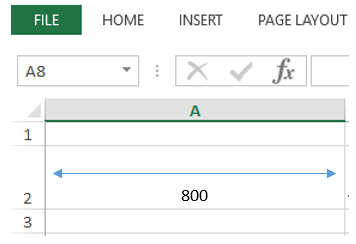 FILE HOME INSERT PAGE LAYOUT
A8 fx
A
1
2 800
3